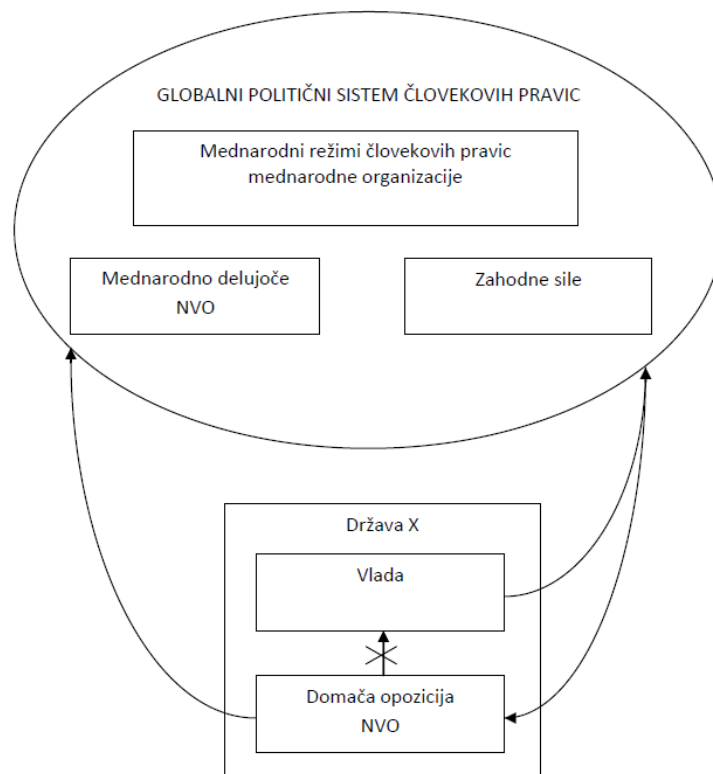 GLOBALNI POLITIČNI SISTEM ČLOVEKOVIH PRAVIC
Mednarodni režimi človekovih pravic
mednarodne organizacije
Mednarodno delujoče
NVO
Zahodne sile
Država X
Vlada
Domača opozicija
NVO